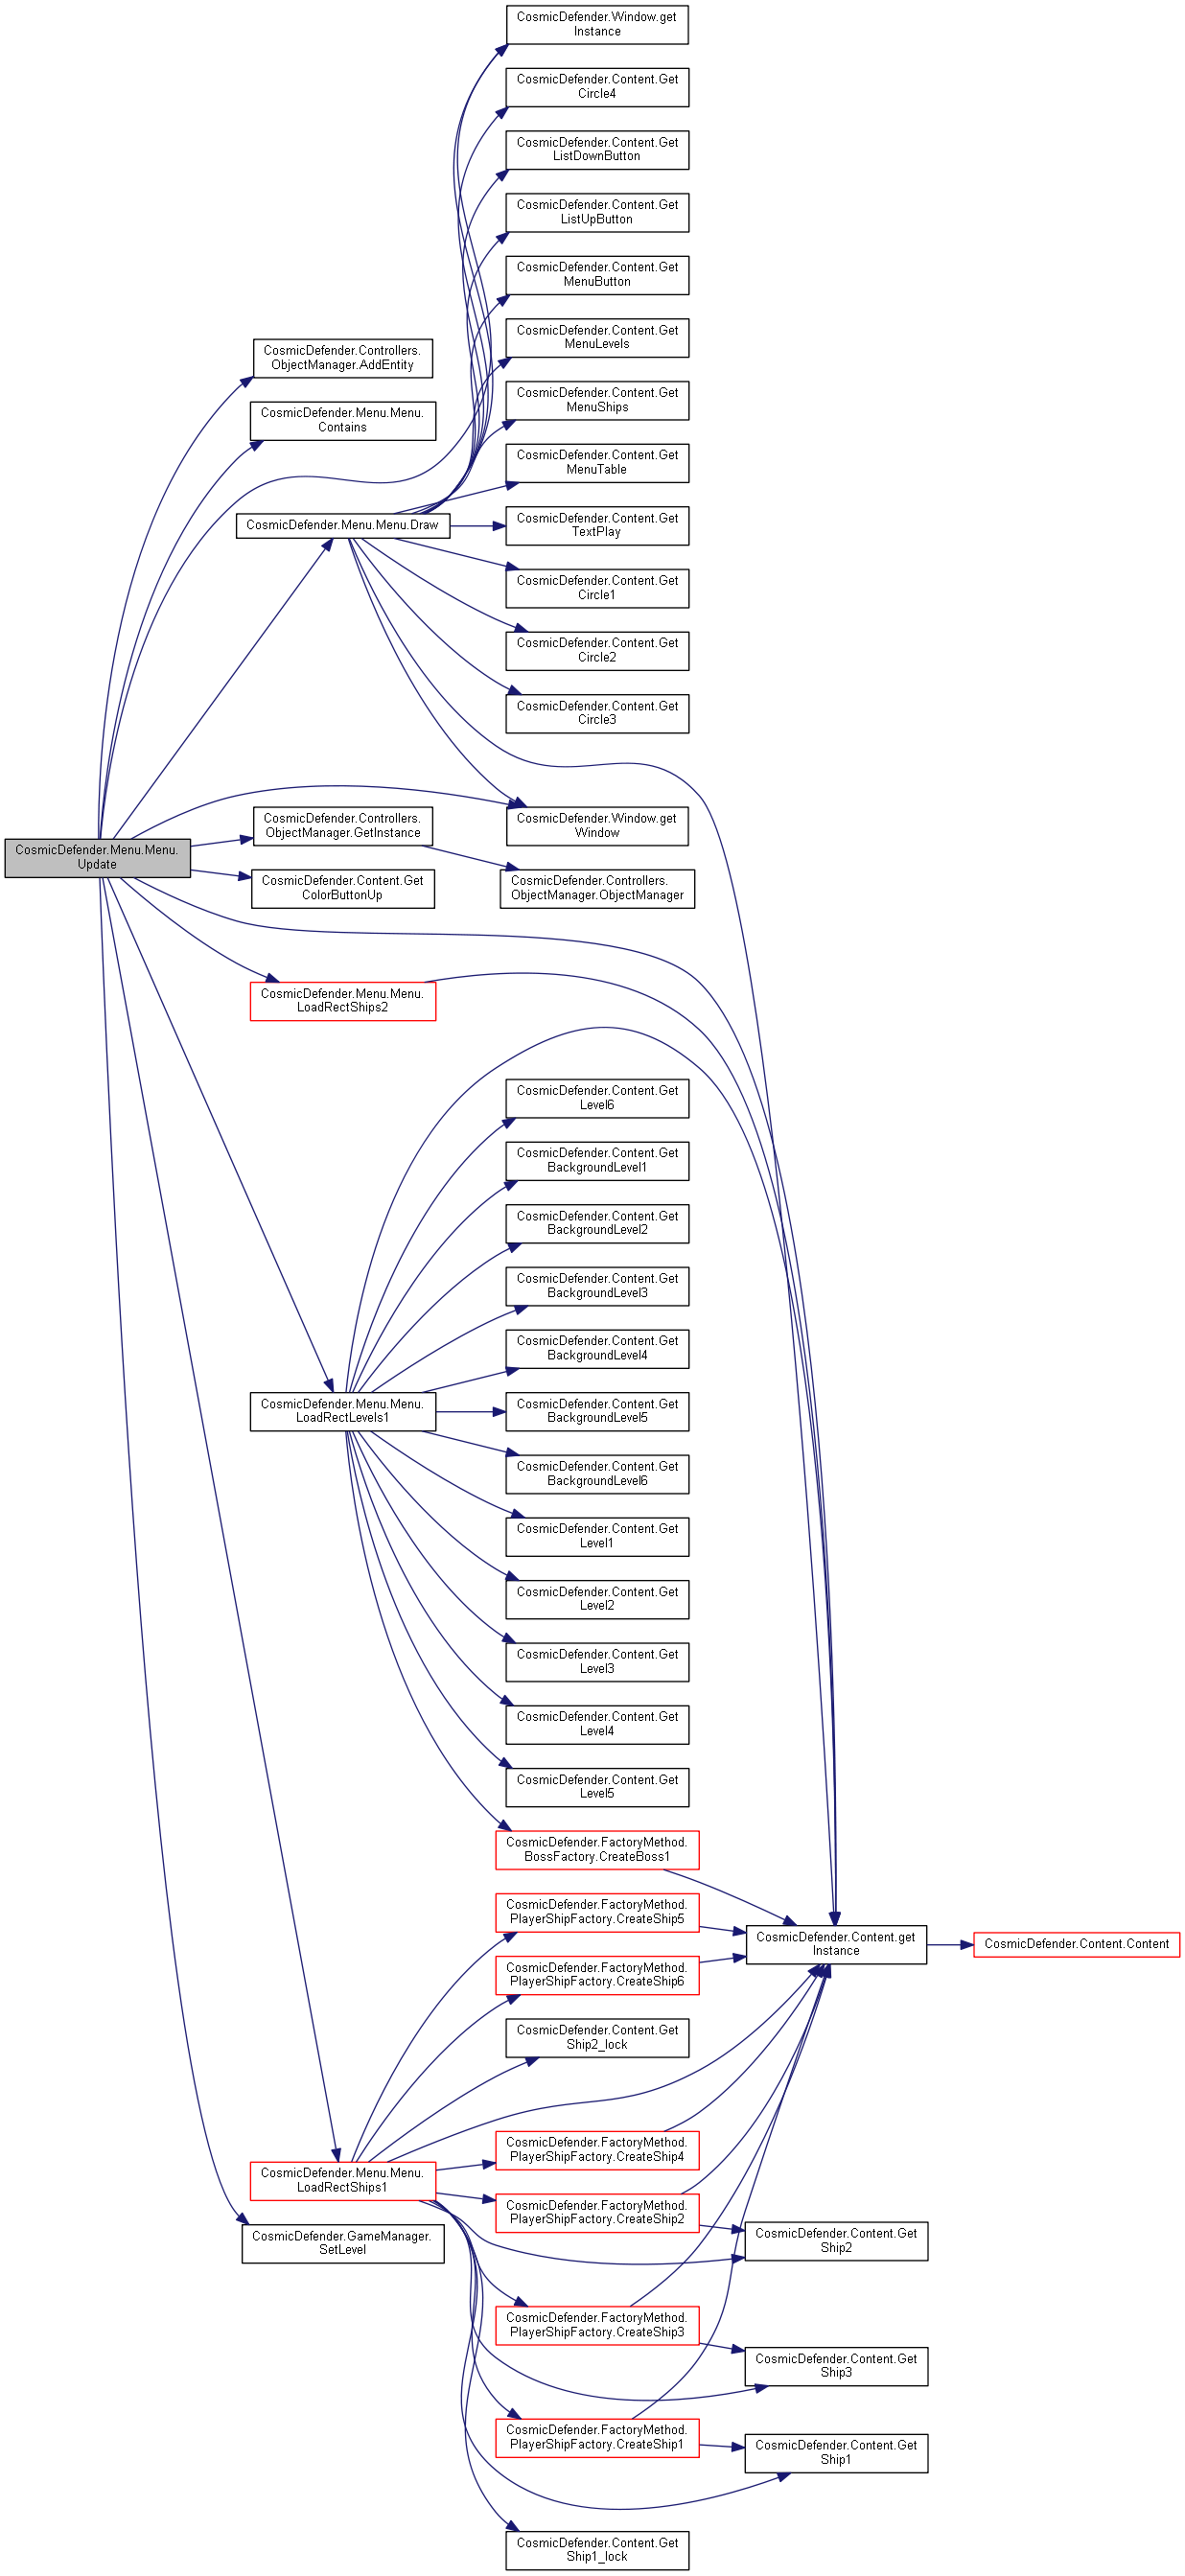 CosmicDefender.Window.get
Instance
CosmicDefender.Content.Get
Circle4
CosmicDefender.Content.Get
ListDownButton
CosmicDefender.Content.Get
ListUpButton
CosmicDefender.Content.Get
MenuButton
CosmicDefender.Content.Get
MenuLevels
CosmicDefender.Controllers.
ObjectManager.AddEntity
CosmicDefender.Content.Get
MenuShips
CosmicDefender.Menu.Menu.
Contains
CosmicDefender.Content.Get
MenuTable
CosmicDefender.Menu.Menu.Draw
CosmicDefender.Content.Get
TextPlay
CosmicDefender.Content.Get
Circle1
CosmicDefender.Content.Get
Circle2
CosmicDefender.Content.Get
Circle3
CosmicDefender.Window.get
Window
CosmicDefender.Controllers.
ObjectManager.GetInstance
CosmicDefender.Menu.Menu.
Update
CosmicDefender.Content.Get
ColorButtonUp
CosmicDefender.Controllers.
ObjectManager.ObjectManager
CosmicDefender.Menu.Menu.
LoadRectShips2
CosmicDefender.Content.Get
Level6
CosmicDefender.Content.Get
BackgroundLevel1
CosmicDefender.Content.Get
BackgroundLevel2
CosmicDefender.Content.Get
BackgroundLevel3
CosmicDefender.Content.Get
BackgroundLevel4
CosmicDefender.Menu.Menu.
LoadRectLevels1
CosmicDefender.Content.Get
BackgroundLevel5
CosmicDefender.Content.Get
BackgroundLevel6
CosmicDefender.Content.Get
Level1
CosmicDefender.Content.Get
Level2
CosmicDefender.Content.Get
Level3
CosmicDefender.Content.Get
Level4
CosmicDefender.Content.Get
Level5
CosmicDefender.FactoryMethod.
BossFactory.CreateBoss1
CosmicDefender.FactoryMethod.
PlayerShipFactory.CreateShip5
CosmicDefender.Content.get
Instance
CosmicDefender.Content.Content
CosmicDefender.FactoryMethod.
PlayerShipFactory.CreateShip6
CosmicDefender.Content.Get
Ship2_lock
CosmicDefender.FactoryMethod.
PlayerShipFactory.CreateShip4
CosmicDefender.Menu.Menu.
LoadRectShips1
CosmicDefender.FactoryMethod.
PlayerShipFactory.CreateShip2
CosmicDefender.GameManager.
SetLevel
CosmicDefender.Content.Get
Ship2
CosmicDefender.FactoryMethod.
PlayerShipFactory.CreateShip3
CosmicDefender.Content.Get
Ship3
CosmicDefender.FactoryMethod.
PlayerShipFactory.CreateShip1
CosmicDefender.Content.Get
Ship1
CosmicDefender.Content.Get
Ship1_lock